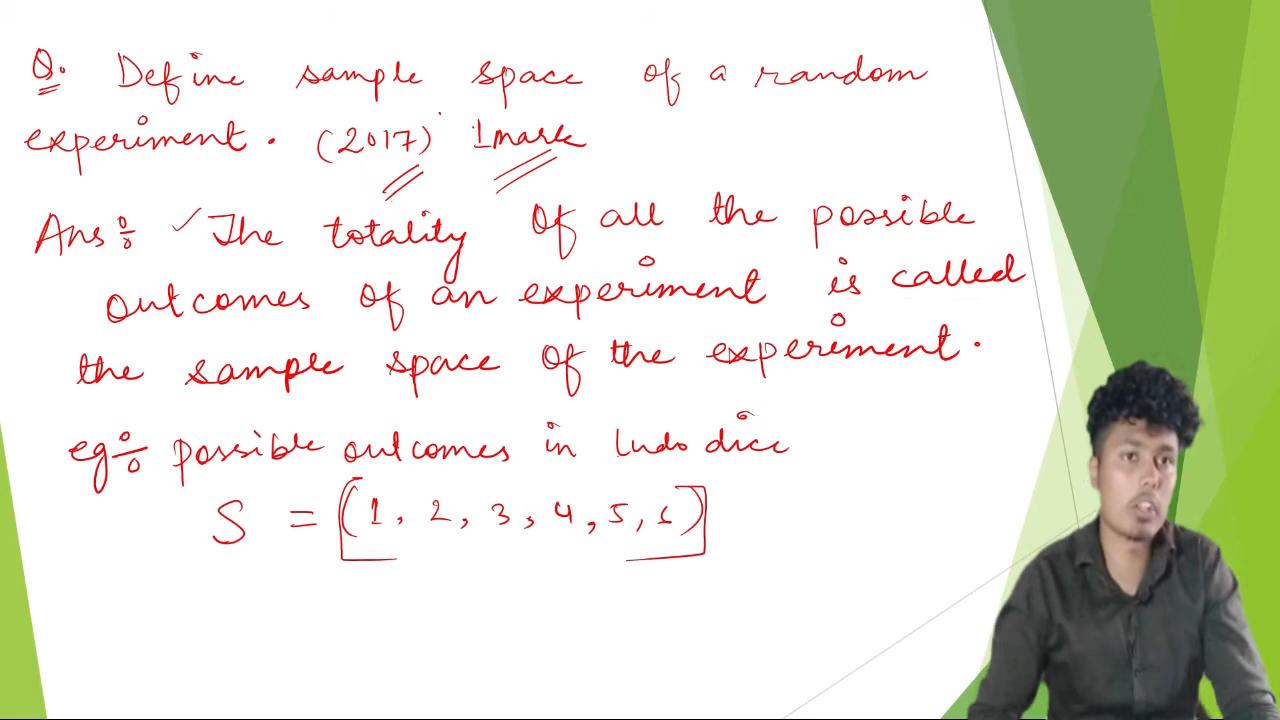 Q. Define sample space of a random
experiment. (2017) 1 mark
Ans: The totality of all the possible
outcomes of an experiment is called
the sample space of the experiment.
eg: possible outcomes in ludo dice
S = (1, 2, 3, 4, 5, 6)